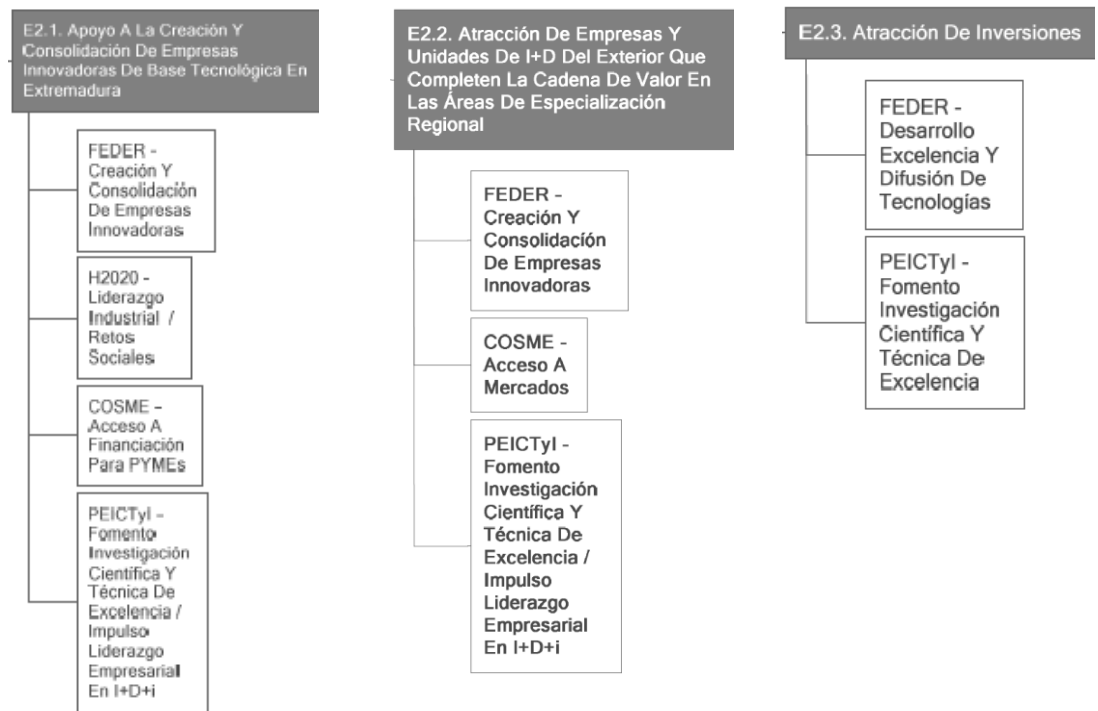 E2.1. Apoyo A La Creación Y
Consolidación De Empresas
Innovadoras De Base Tecnológica En
Extremadura
FEDER –
Creación Y
Consolidación
De Empresas
Innovadoras
H2020 –
Liderazgo
Industrial /
Retos
Sociales
COSME –
Acceso A
Financiación
Para PYMEs
PEICTyI –
Fomento
Investigación
Científica Y
Técnica De
Excelencia /
Impulso
Liderazgo
Empresarial
En I+D+i
E2.2. Atracción De Empresas Y
Unidades De I+D Del Exterior Que
Completen La Cadena De Valor En
Las Áreas De Especialización
Regional
FEDER –
Creación Y
Consolidación
De Empresas
Innovadoras
COSME –
Acceso A
Mercados
PEICTyI –
Fomento
Investigación
Científica Y
Técnica De
Excelencia /
Impulso
Liderazgo
Empresarial
En I+D+i
E2.3. Atracción De Inversiones
FEDER –
Desarrollo
Excelencia Y
Difusión De
Tecnologías
PEICTyI –
Fomento
Investigación
Científica Y
Técnica De
Excelencia